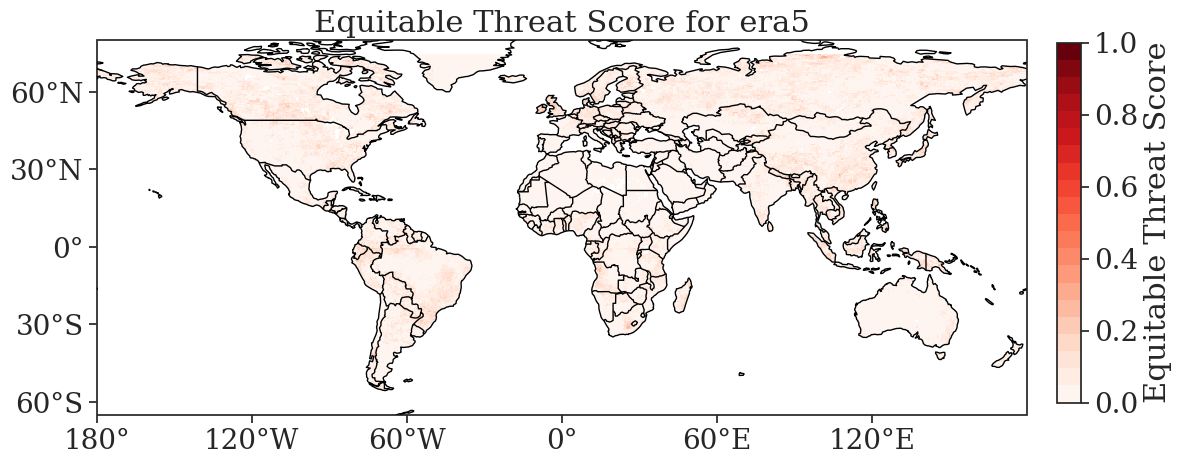 Equitable Threat Score for era5
60°N
30°N
0°
30°S
60°S
180°
120°W
60°W
0°
60°E
120°E
1.0
0.8
0.6
0.4
0.2
0.0
Equitable Threat Score